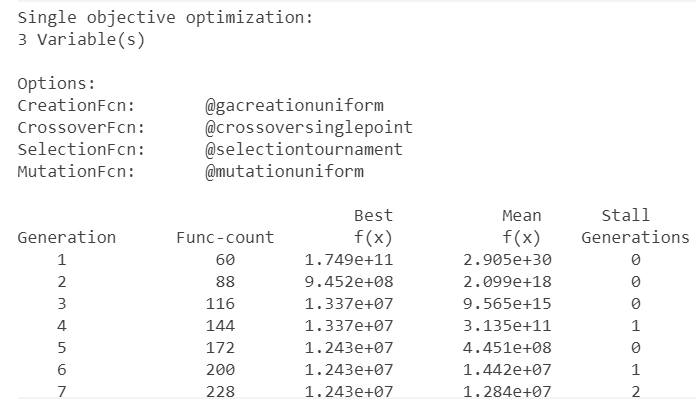 Single objective optimization:
3 Variable(s)
Options:
CreationFcn: @gacreationuniform
CrossoverFcn: @crossoversinglepoint
SelectionFcn: @selectiontournament
MutationFcn: @mutationuniform
Best Mean Stall
Generation Func-count f(x) f(x) Generations
1 60 1.749e+11 2.905e+30 0
2 88 9.452e+08 2.099e+18 0
3 116 1.337e+07 9.565e+15 0
4 144 1.337e+07 3.135e+11 1
5 172 1.243e+07 4.451e+08 0
6 200 1.243e+07 1.442e+07 1
7 228 1.243e+07 1.284e+07 2